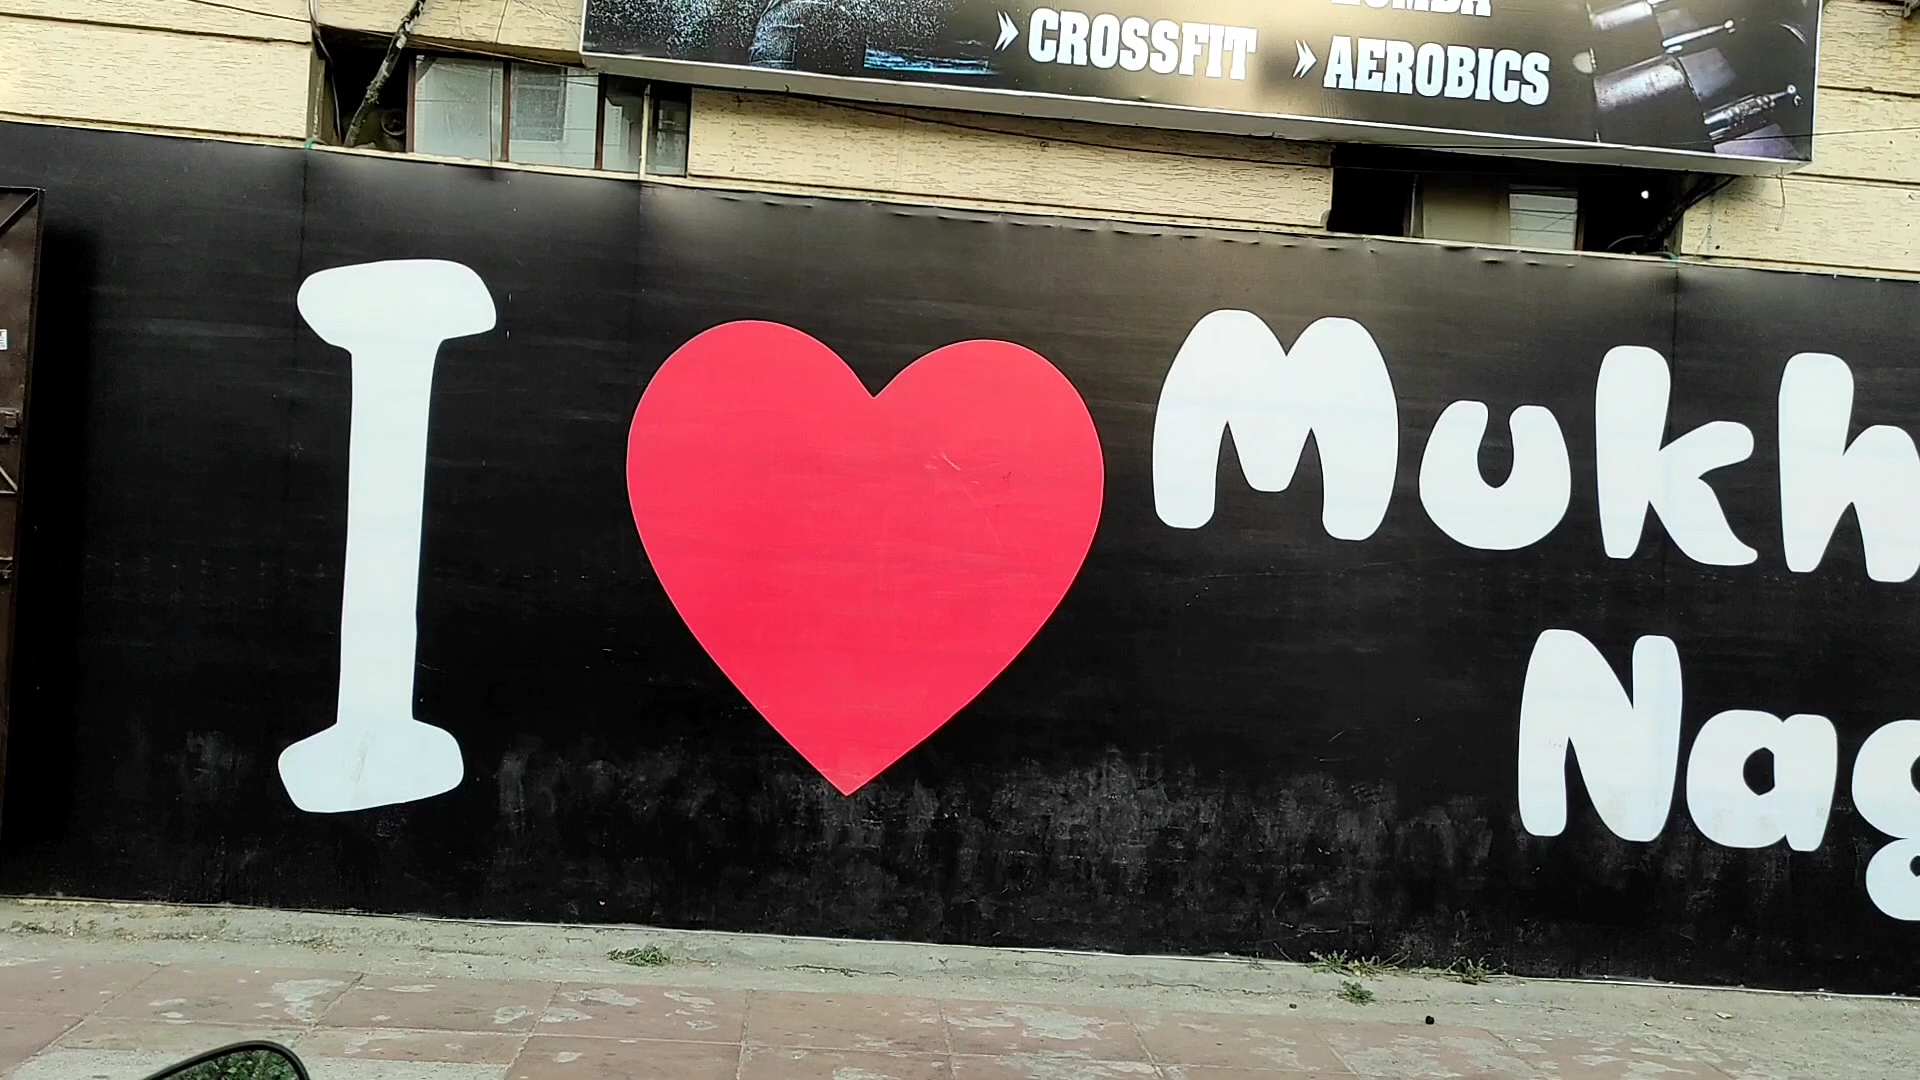 » CROSSFIT » AEROBICS
I ❤ Mukh
Nag